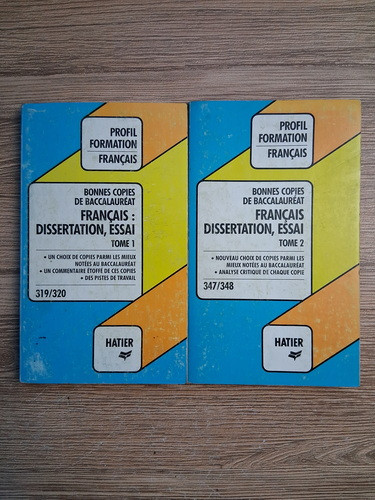 PROFIL
FORMATION
FRANÇAIS
BONNES COPIES
DE BACCALAURÉAT
FRANÇAIS :
DISSERTATION, ESSAI
TOME 1
• UN CHOIX DE COPIES PARMI LES MIEUX
NOTÉES AU BACCALAURÉAT
• UN COMMENTAIRE ÉTOFFÉ DE CES COPIES
• DES PISTES DE TRAVAIL
319/320
HATIER
PROFIL
FORMATION
FRANÇAIS
BONNES COPIES
DE BACCALAURÉAT
FRANÇAIS
DISSERTATION, ESSAI
TOME 2
• NOUVEAU CHOIX DE COPIES PARMI LES
MIEUX NOTÉES AU BACCALAURÉAT
• ANALYSE CRITIQUE DE CHAQUE COPIE
347/348
HATIER